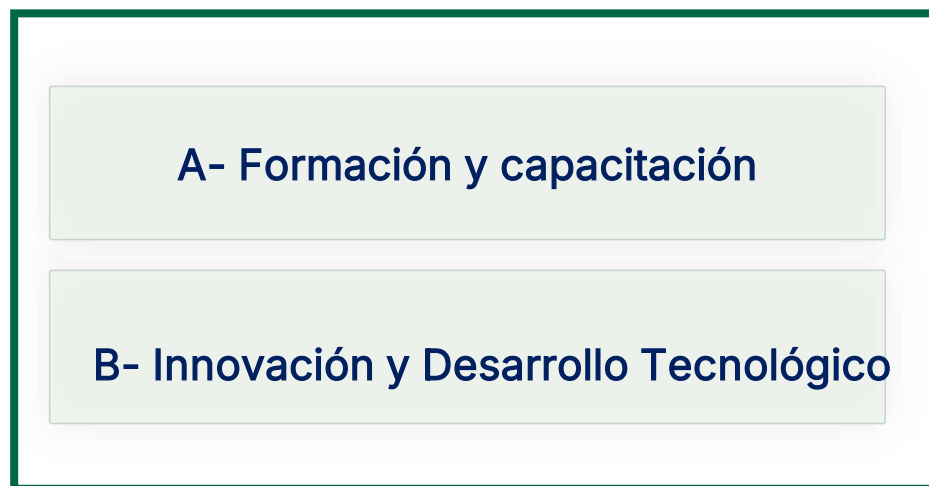 A- Formación y capacitación
B- Innovación y Desarrollo Tecnológico